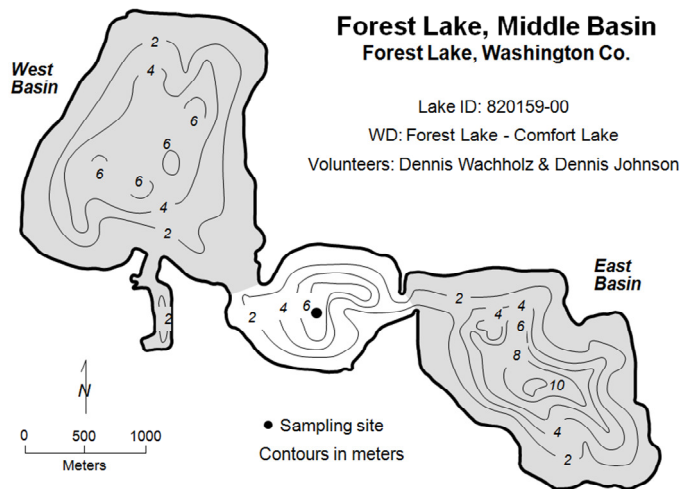 Forest Lake, Middle Basin
Forest Lake, Washington Co.
Lake ID: 820159-00
WD: Forest Lake - Comfort Lake
Volunteers: Dennis Wachholz & Dennis Johnson
West
Basin
2
4
6
6
6
6
4
2
2
2
4
6
East
Basin
2
4
4
6
8
10
4
2
N
0
500
1000
Meters
Sampling site
Contours in meters